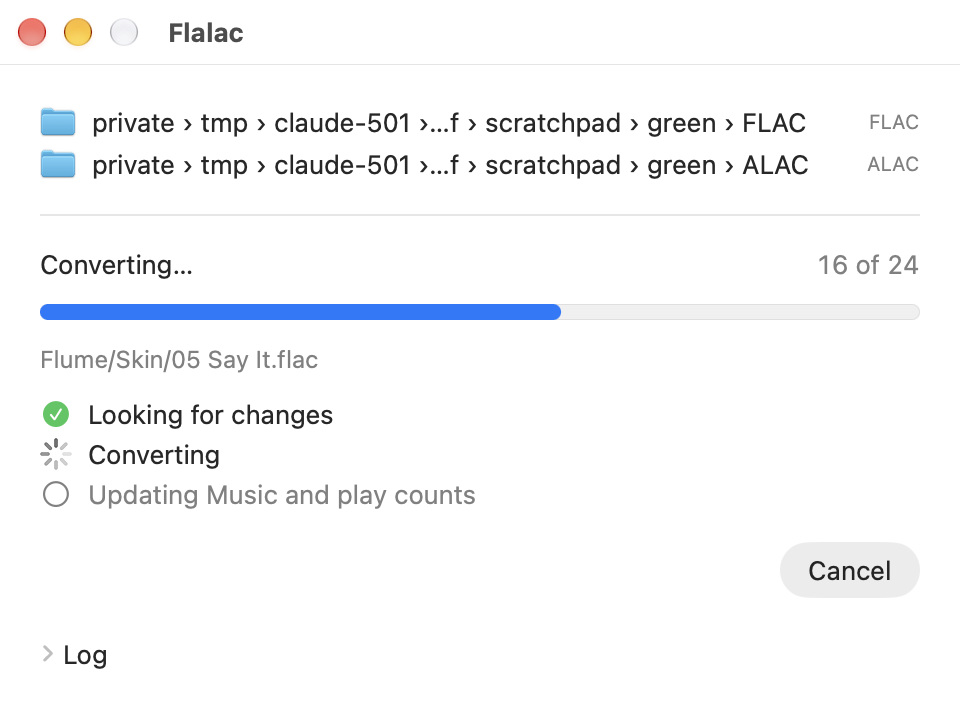 Flalac
private › tmp › claude-501 ›...f › scratchpad › green › FLAC FLAC
private › tmp › claude-501 ›...f › scratchpad › green › ALAC ALAC
Converting... 16 of 24
Flume/Skin/05 Say It.flac
Looking for changes
Converting
Updating Music and play counts
Cancel
Log